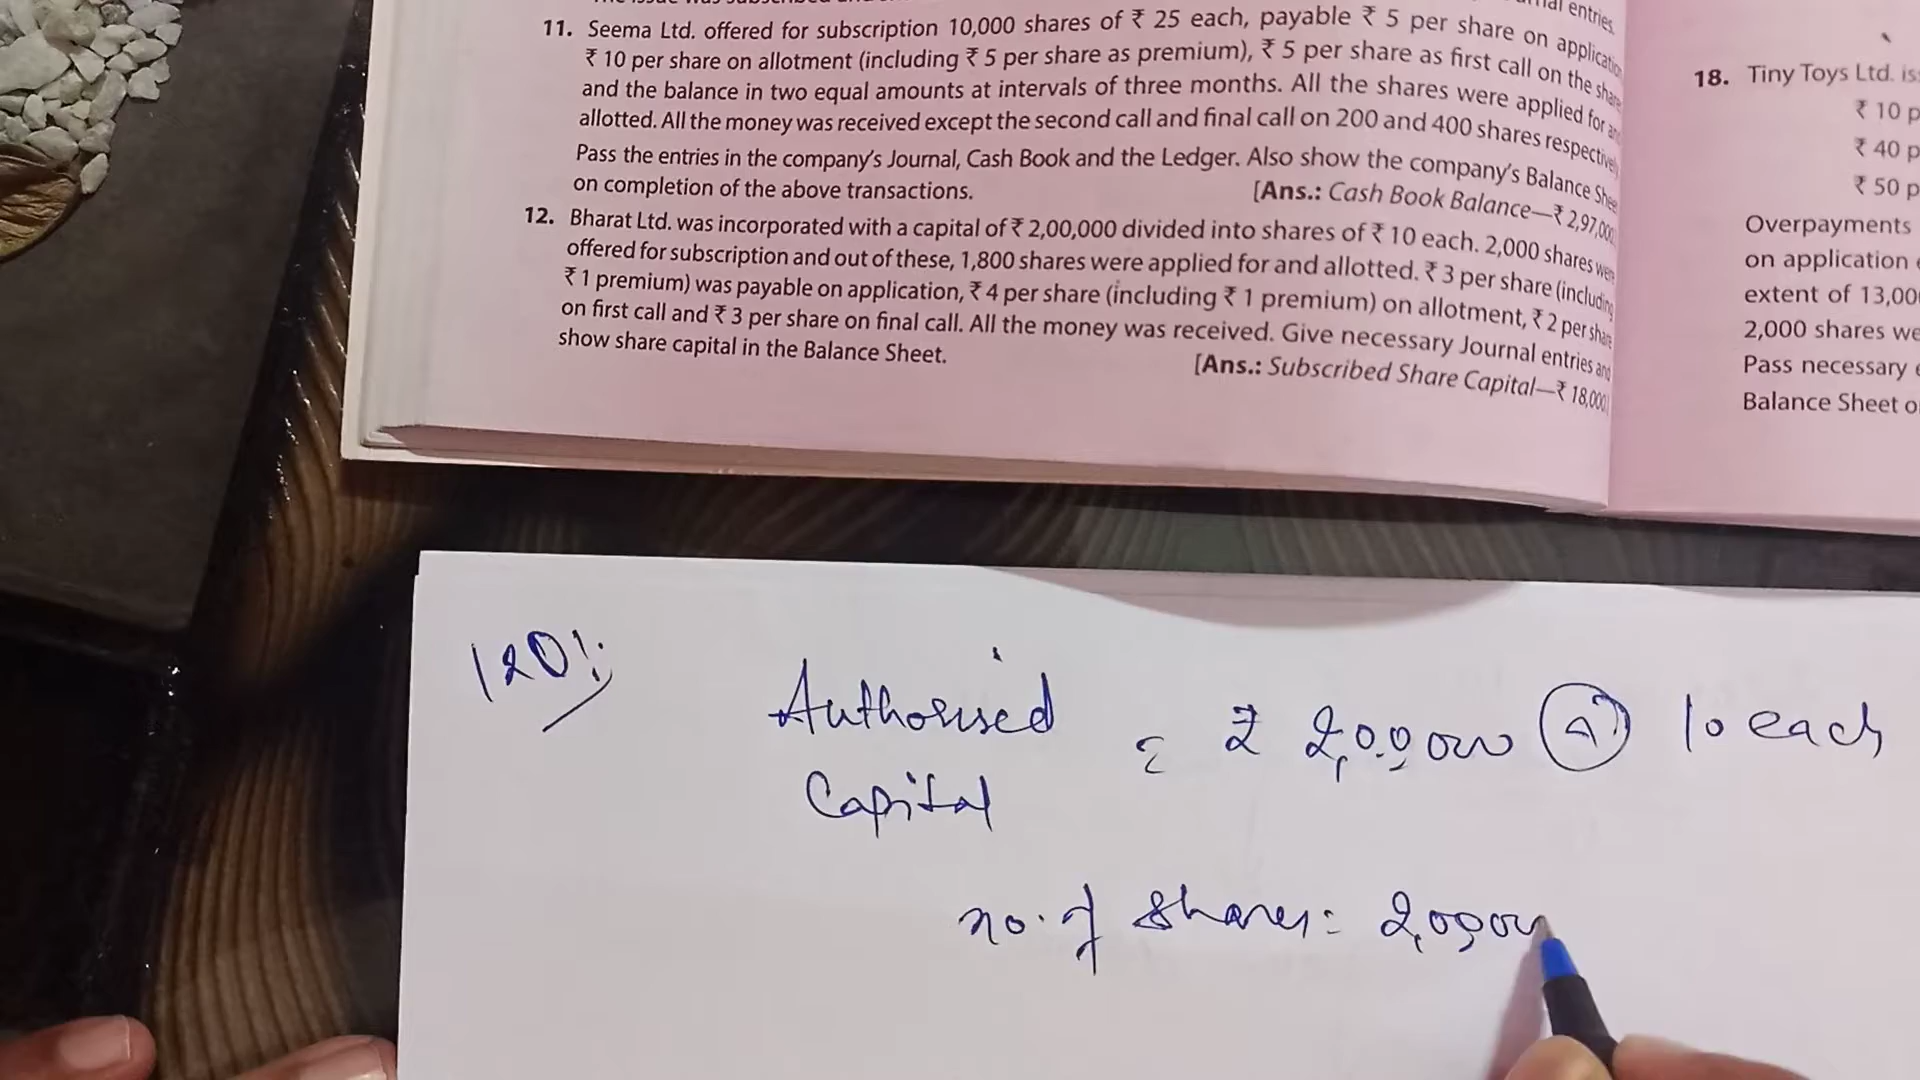 11. Seema Ltd. offered for subscription 10,000 shares of ₹ 25 each, payable ₹ 5 per share on application
₹ 10 per share on allotment (including ₹ 5 per share as premium), ₹ 5 per share as first call on the share
and the balance in two equal amounts at intervals of three months. All the shares were applied for an
allotted. All the money was received except the second call and final call on 200 and 400 shares respectively
Pass the entries in the company's Journal, Cash Book and the Ledger. Also show the company's Balance Sheet
on completion of the above transactions. [Ans.: Cash Book Balance—₹ 2,97,000
12. Bharat Ltd. was incorporated with a capital of ₹ 2,00,000 divided into shares of ₹ 10 each. 2,000 shares were
offered for subscription and out of these, 1,800 shares were applied for and allotted. ₹ 3 per share (including
₹ 1 premium) was payable on application, ₹ 4 per share (including ₹ 1 premium) on allotment, ₹ 2 per share
on first call and ₹ 3 per share on final call. All the money was received. Give necessary Journal entries and
show share capital in the Balance Sheet. [Ans.: Subscribed Share Capital—₹ 18,000
18. Tiny Toys Ltd. is
₹ 10 p
₹ 40 p
₹ 50 p
Overpayments
on application
extent of 13,00
2,000 shares we
Pass necessary
Balance Sheet o
Authorised = ₹ 2,00,000 @ 10 each
Capital
no. of shares = 2,00,00